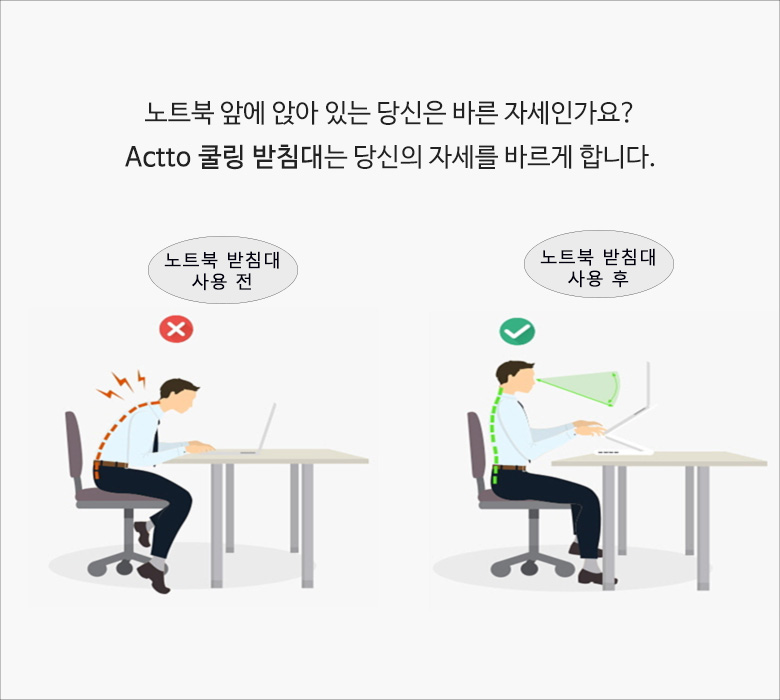 노트북 앞에 앉아 있는 당신은 바른 자세인가요?
Actto 쿨링 받침대는 당신의 자세를 바르게 합니다.
노트북 받침대
사용 전
노트북 받침대
사용 후